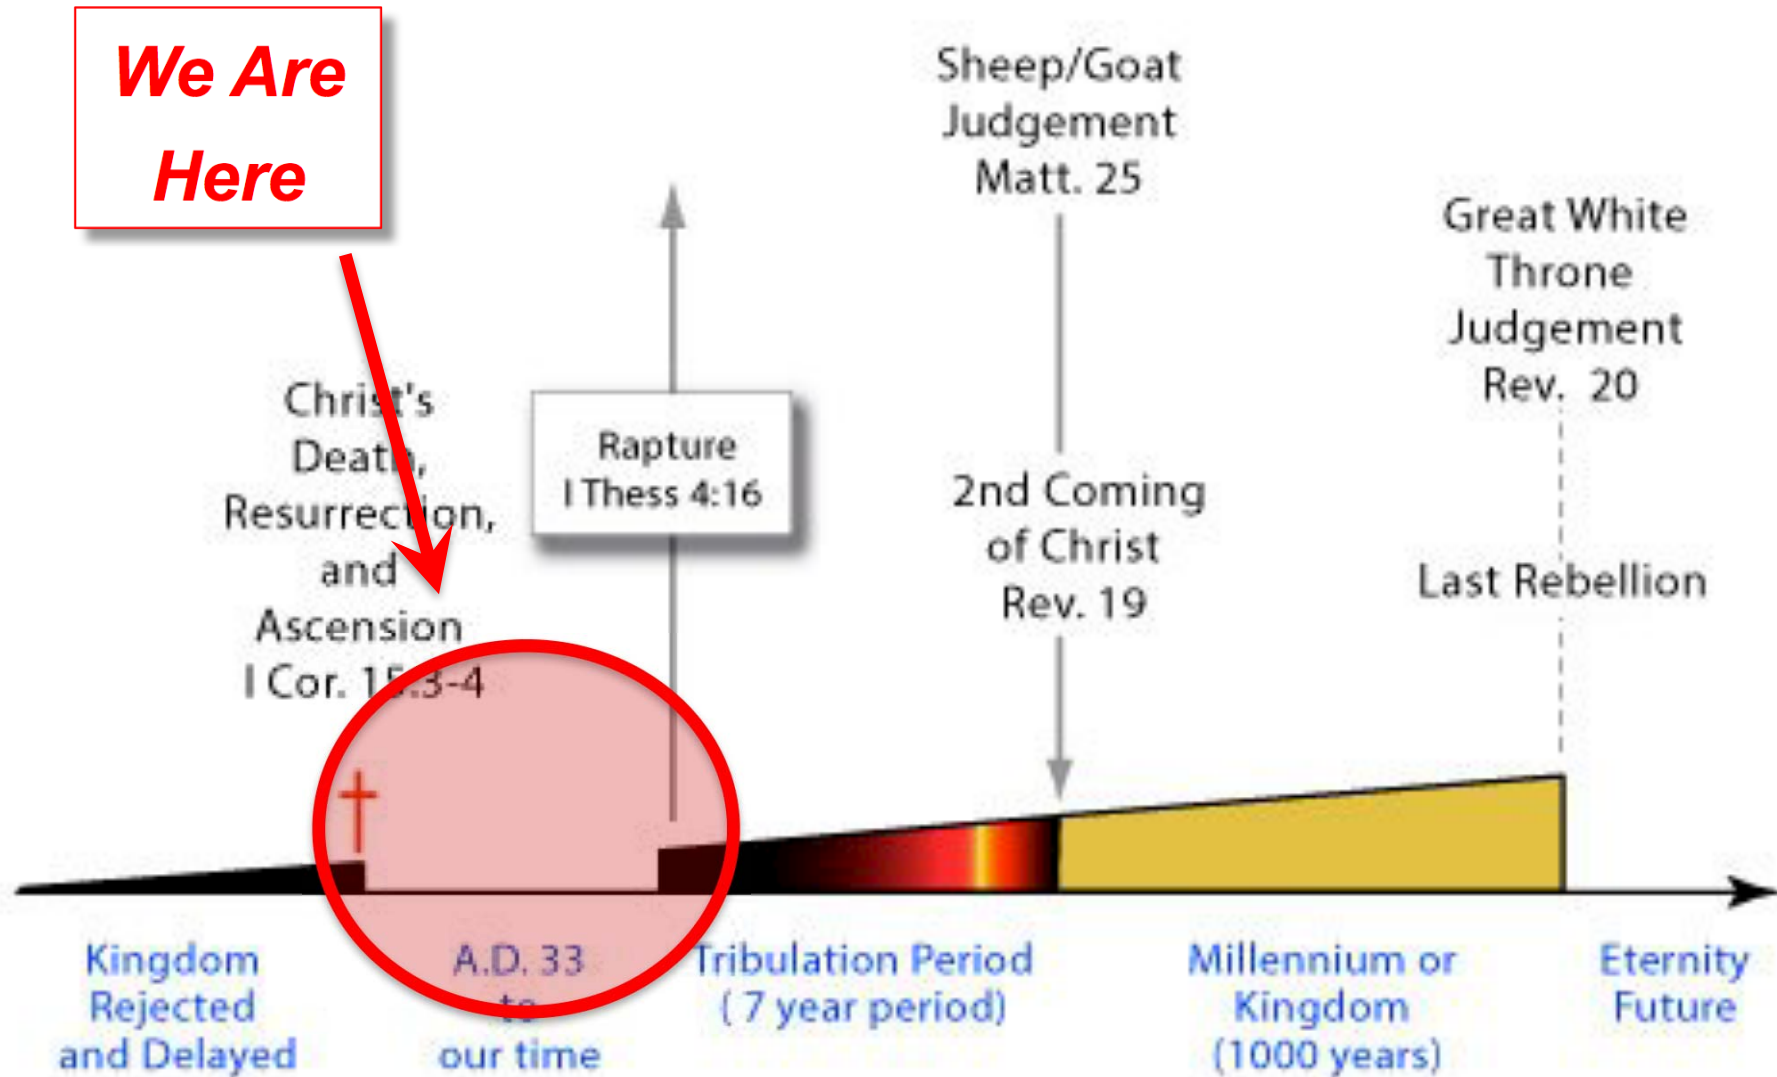 We Are
Here
Christ's
Death,
Resurrection,
and
Ascension
I Cor. 15:3-4
Rapture
I Thess 4:16
Sheep/Goat
Judgement
Matt. 25
2nd Coming
of Christ
Rev. 19
Great White
Throne
Judgement
Rev. 20
Last Rebellion
Kingdom
Rejected
and Delayed
A.D. 33
to
our time
Tribulation Period
( 7 year period)
Millennium or
Kingdom
(1000 years)
Eternity
Future